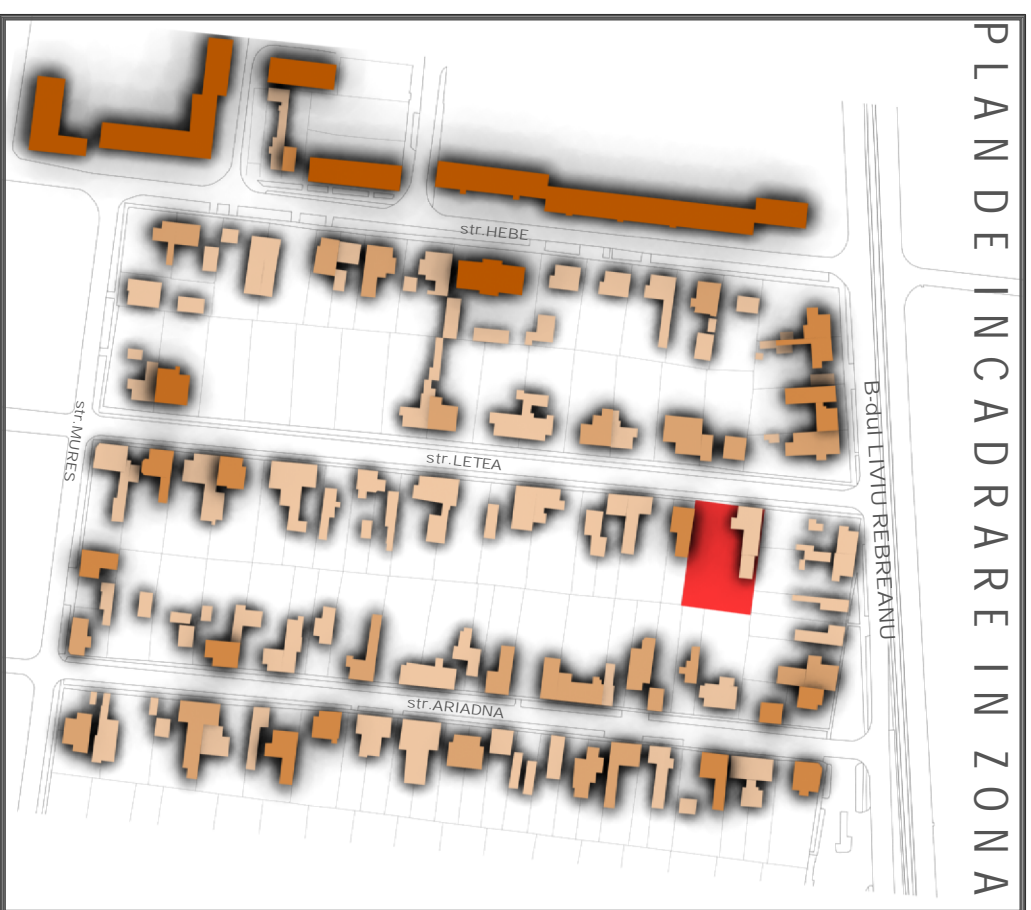 PLAN DE INCADRARE IN ZONA
str.HEBE
B-dul LIVIU REBREANU
str.MURES
str.LETEA
str.ARIADNA